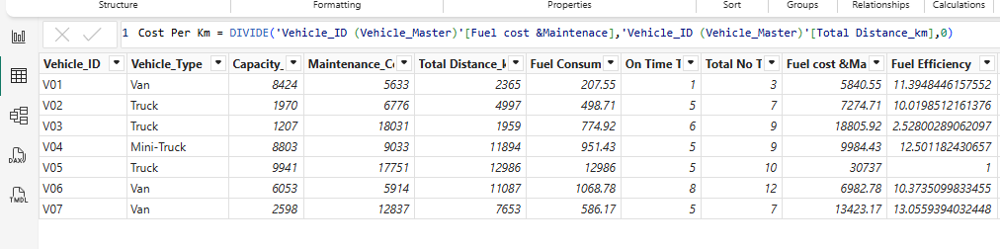 Structure Formatting Properties Sort Groups Relationships Calculations
1 Cost Per Km = DIVIDE('Vehicle_ID (Vehicle_Master)'[Fuel cost &Maintenace],'Vehicle_ID (Vehicle_Master)'[Total Distance_km],0)
Vehicle_ID Vehicle_Type Capacity_ Maintenance_C Total Distance_k Fuel Consum On Time T Total No T Fuel cost &Ma Fuel Efficiency
V01 Van 8424 5633 2365 207.55 1 3 5840.55 11.3948446157552
V02 Truck 1970 6776 4997 498.71 5 7 7274.71 10.0198512161376
V03 Truck 1207 18031 1959 774.92 6 9 18805.92 2.52800289062097
V04 Mini-Truck 8803 9033 11894 951.43 5 9 9984.43 12.501182430657
V05 Truck 9941 17751 12986 12986 5 10 30737 1
V06 Van 6053 5914 11087 1068.78 8 12 6982.78 10.3735099833455
V07 Van 2598 12837 7653 586.17 5 7 13423.17 13.0559394032448
DAX
TMDL